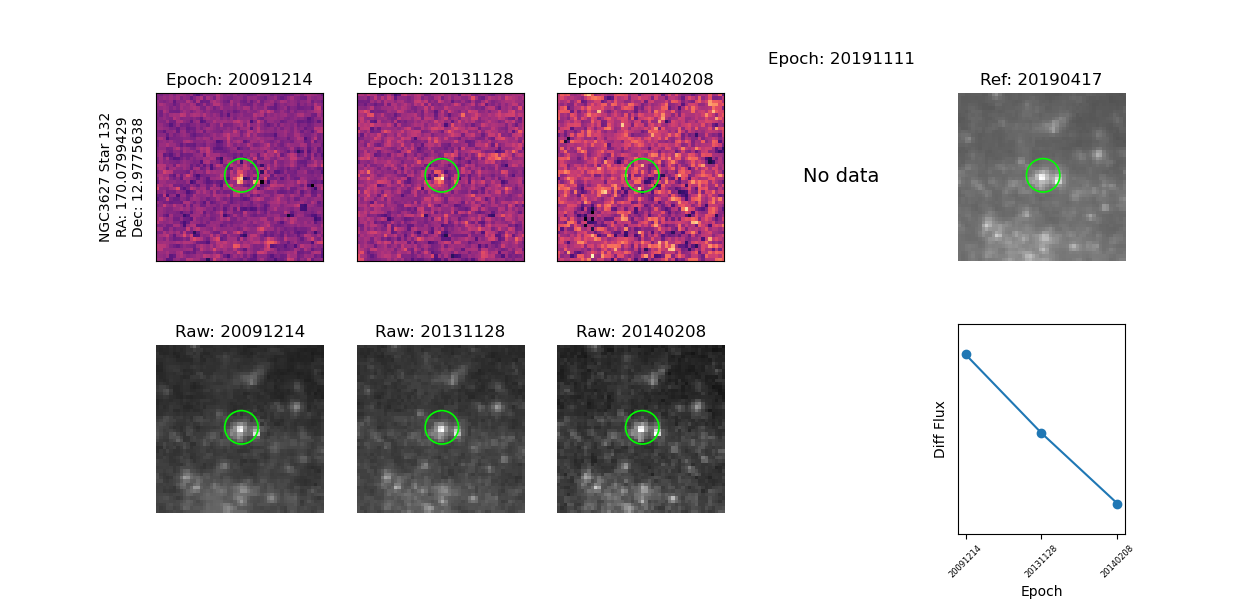 NGC3627 Star 132
RA: 170.0799429
Dec: 12.9775638
Epoch: 20091214
Epoch: 20131128
Epoch: 20140208
Epoch: 20191111
No data
Ref: 20190417
Raw: 20091214
Raw: 20131128
Raw: 20140208
Diff Flux
20091214
20131128
20140208
Epoch